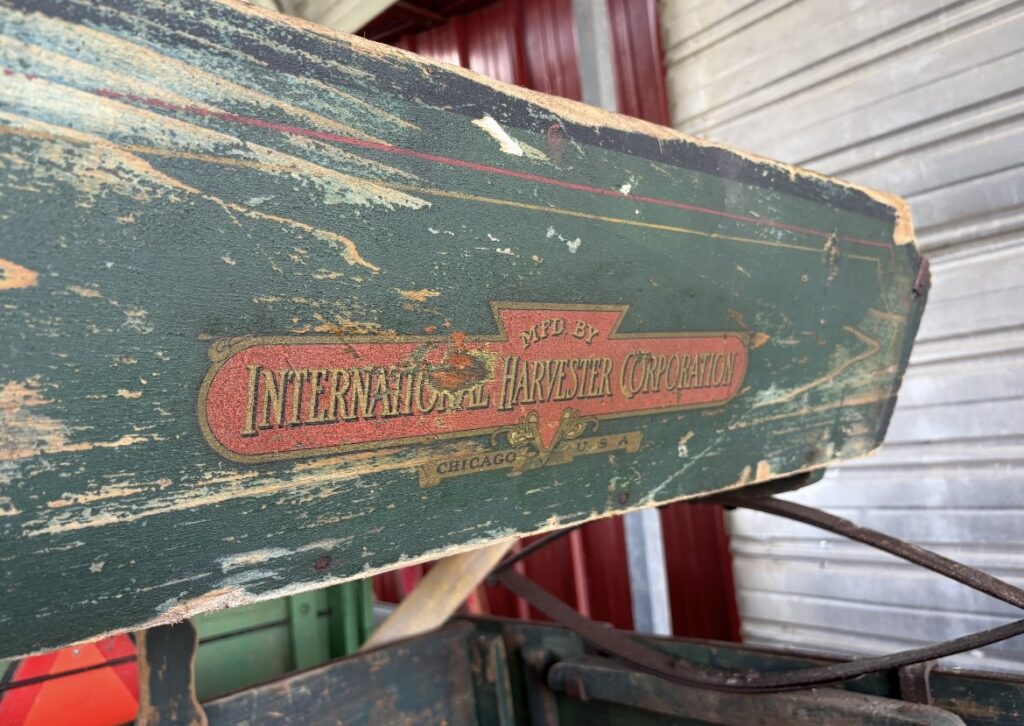 MFD. BY
INTERNATIONAL HARVESTER CORPORATION
CHICAGO U.S.A